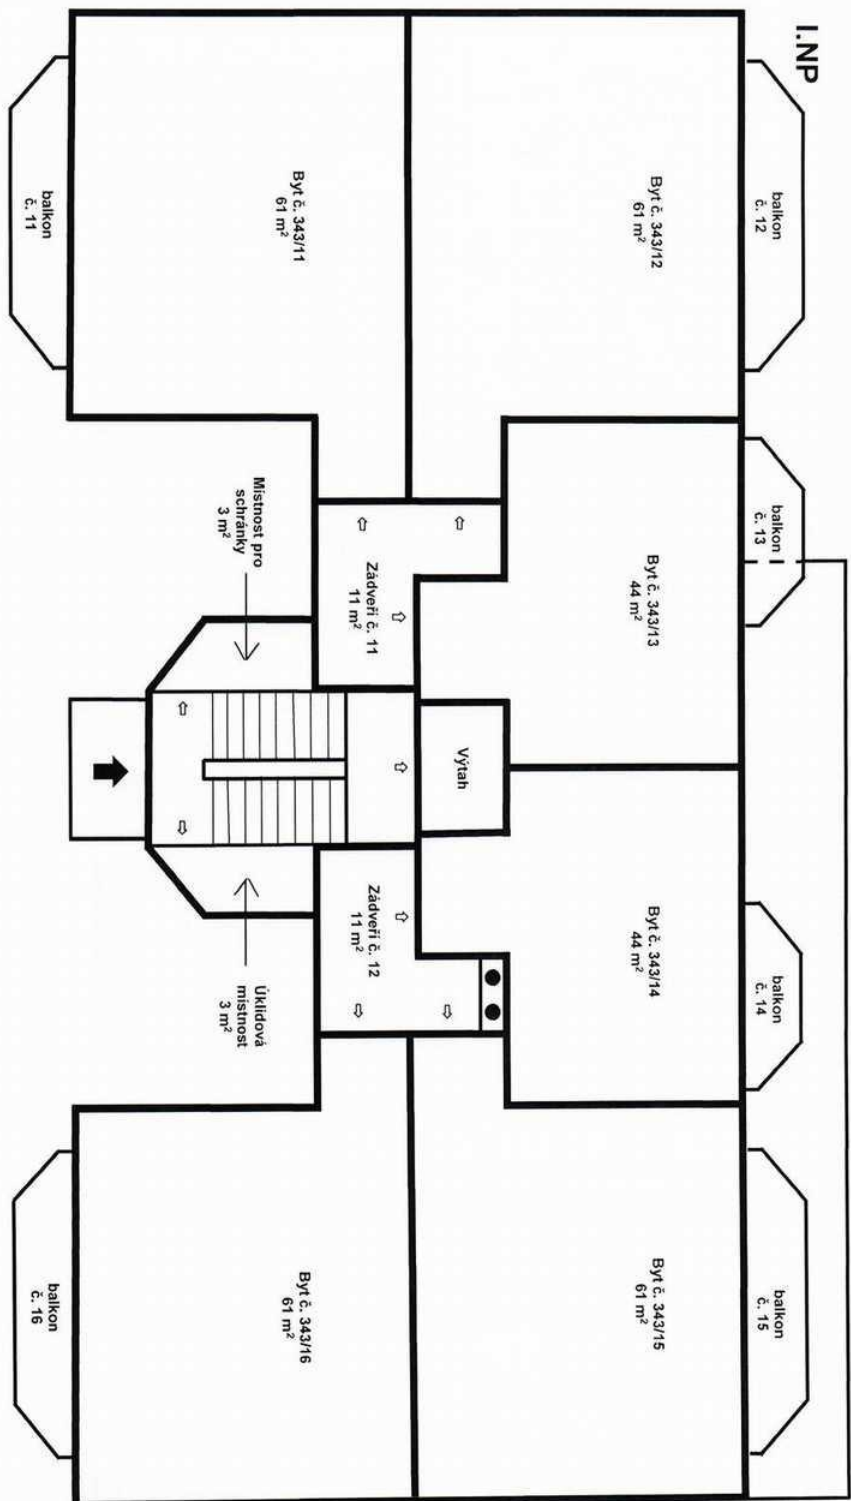 I.NP
balkon
č. 12
balkon
č. 13
balkon
č. 14
balkon
č. 15
Byt č. 343/12
61 m²
Byt č. 343/13
44 m²
Byt č. 343/14
44 m²
Byt č. 343/15
61 m²
Výtah
Zádveří č. 11
11 m²
Zádveří č. 12
11 m²
Byt č. 343/11
61 m²
Byt č. 343/16
61 m²
Místnost pro
schránky
3 m²
Úklidová
místnost
3 m²
balkon
č. 11
balkon
č. 16